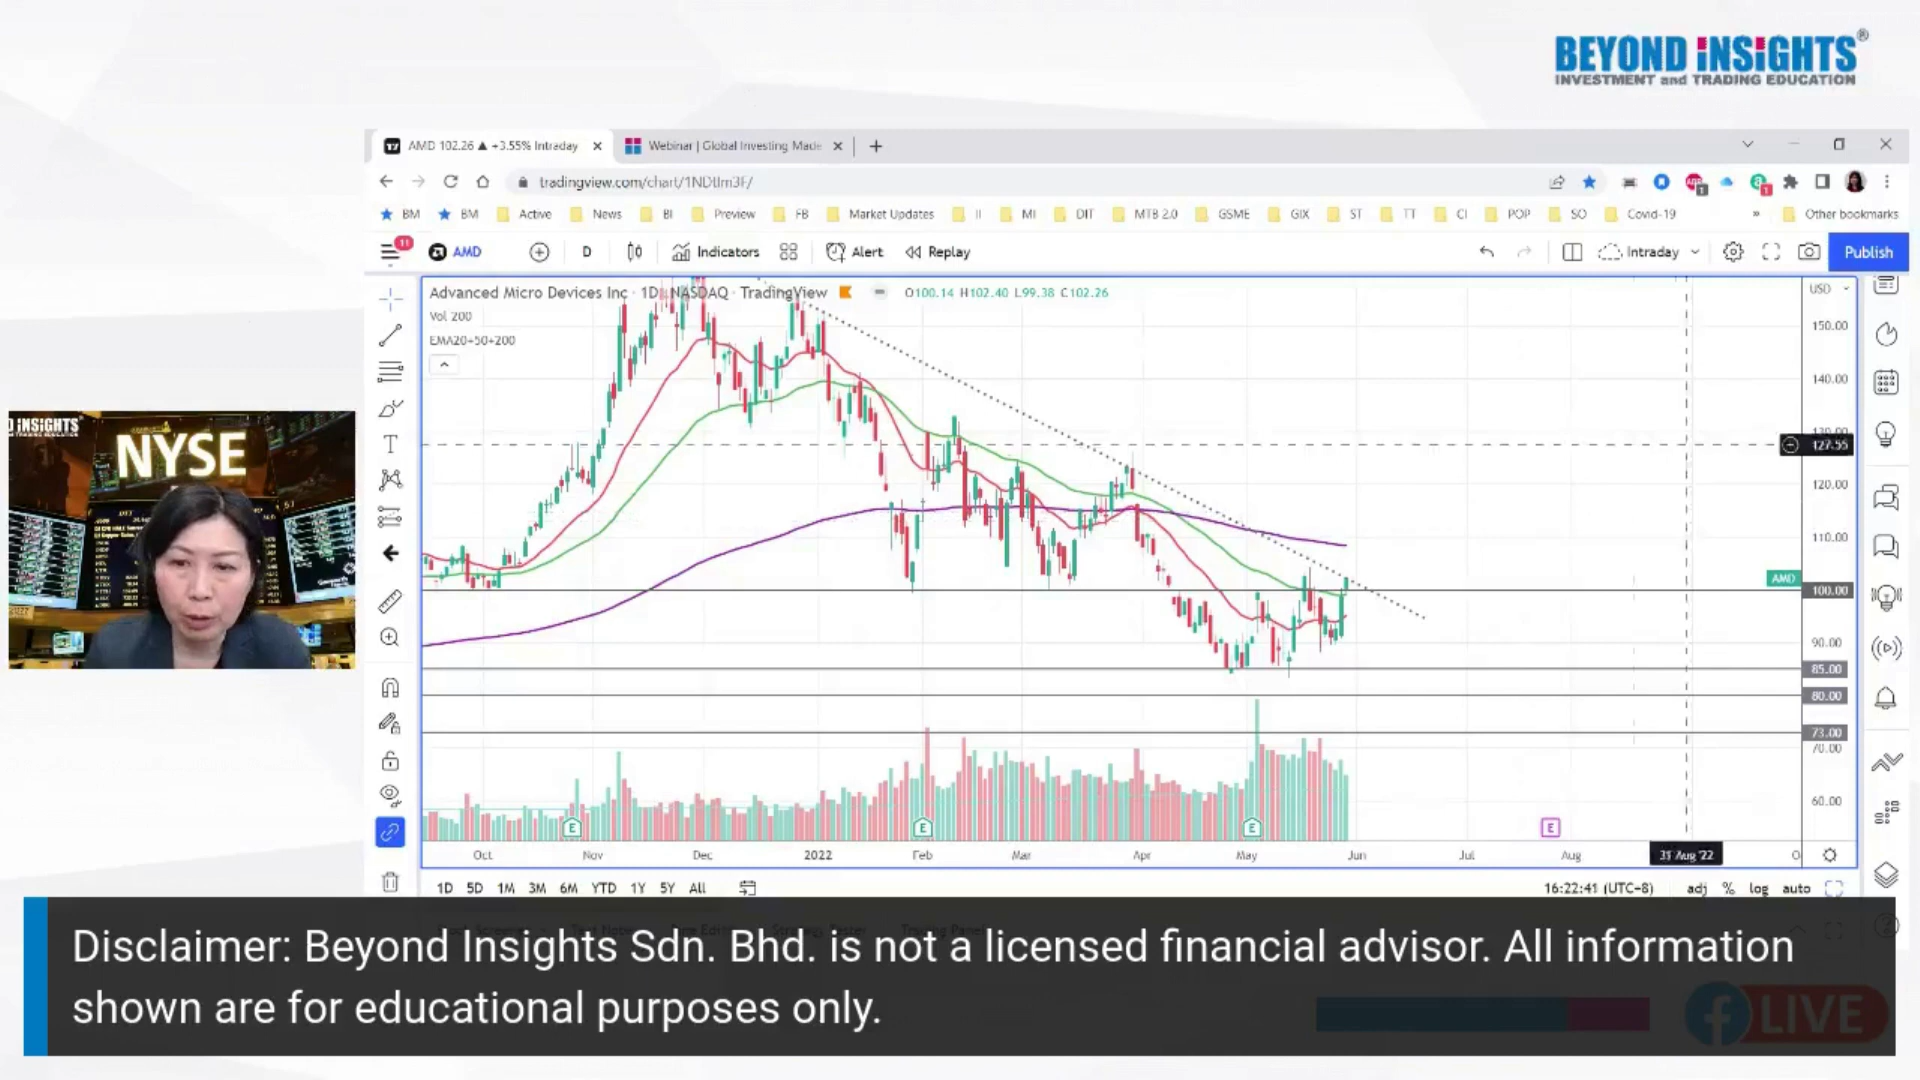 BEYOND INSIGHTS®
INVESTMENT and TRADING EDUCATION
AMD 102.26 ▲ +3.55% Intraday
Webinar | Global Investing Made
tradingview.com/chart/1NDtIm3F/
BM BM Active News BI Preview FB Market Updates II MI DIT MTB 2.0 GSME GIX ST TT CI POP SO Covid-19 » Other bookmarks
11 AMD D Indicators Alert Replay Intraday Publish
Advanced Micro Devices Inc · 1D · NASDAQ · TradingView O100.14 H102.40 L99.38 C102.26
USD
Vol 200
EMA20+50+200
150.00
140.00
130.00
127.55
120.00
110.00
AMD
100.00
90.00
85.00
80.00
73.00
70.00
60.00
D INSIGHTS
NYSE
E E E E
Oct Nov Dec 2022 Feb Mar Apr May Jun Jul Aug 31 Aug '22 O
1D 5D 1M 3M 6M YTD 1Y 5Y All 16:22:41 (UTC-8) adj % log auto
Disclaimer: Beyond Insights Sdn. Bhd. is not a licensed financial advisor. All information
shown are for educational purposes only.
LIVE